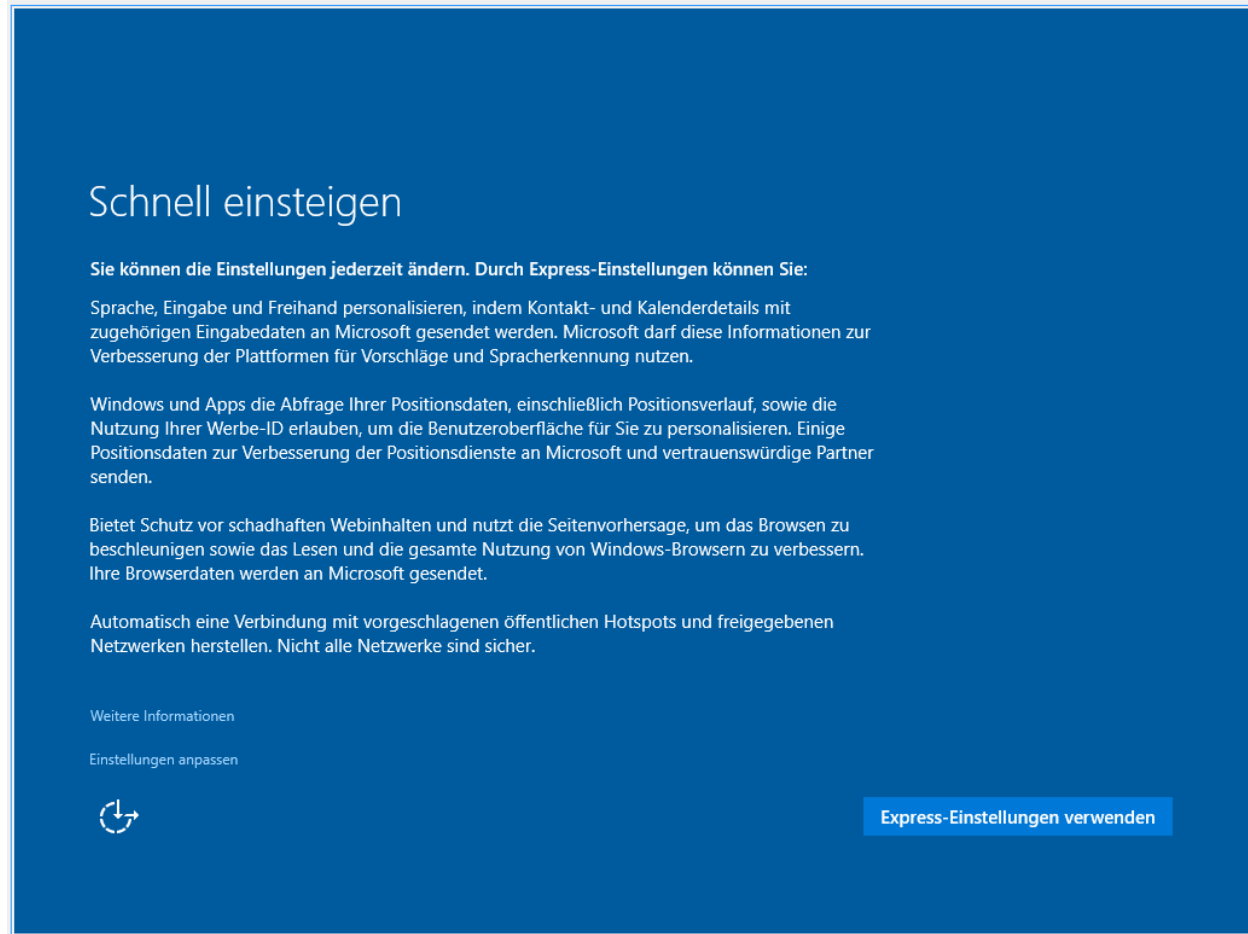 Schnell einsteigen
Sie können die Einstellungen jederzeit ändern. Durch Express-Einstellungen können Sie:
Sprache, Eingabe und Freihand personalisieren, indem Kontakt- und Kalenderdetails mit
zugehörigen Eingabedaten an Microsoft gesendet werden. Microsoft darf diese Informationen zur
Verbesserung der Plattformen für Vorschläge und Spracherkennung nutzen.
Windows und Apps die Abfrage Ihrer Positionsdaten, einschließlich Positionsverlauf, sowie die
Nutzung Ihrer Werbe-ID erlauben, um die Benutzeroberfläche für Sie zu personalisieren. Einige
Positionsdaten zur Verbesserung der Positionsdienste an Microsoft und vertrauenswürdige Partner
senden.
Bietet Schutz vor schadhaften Webinhalten und nutzt die Seitenvorhersage, um das Browsen zu
beschleunigen sowie das Lesen und die gesamte Nutzung von Windows-Browsern zu verbessern.
Ihre Browserdaten werden an Microsoft gesendet.
Automatisch eine Verbindung mit vorgeschlagenen öffentlichen Hotspots und freigegebenen
Netzwerken herstellen. Nicht alle Netzwerke sind sicher.
Weitere Informationen
Einstellungen anpassen
Express-Einstellungen verwenden